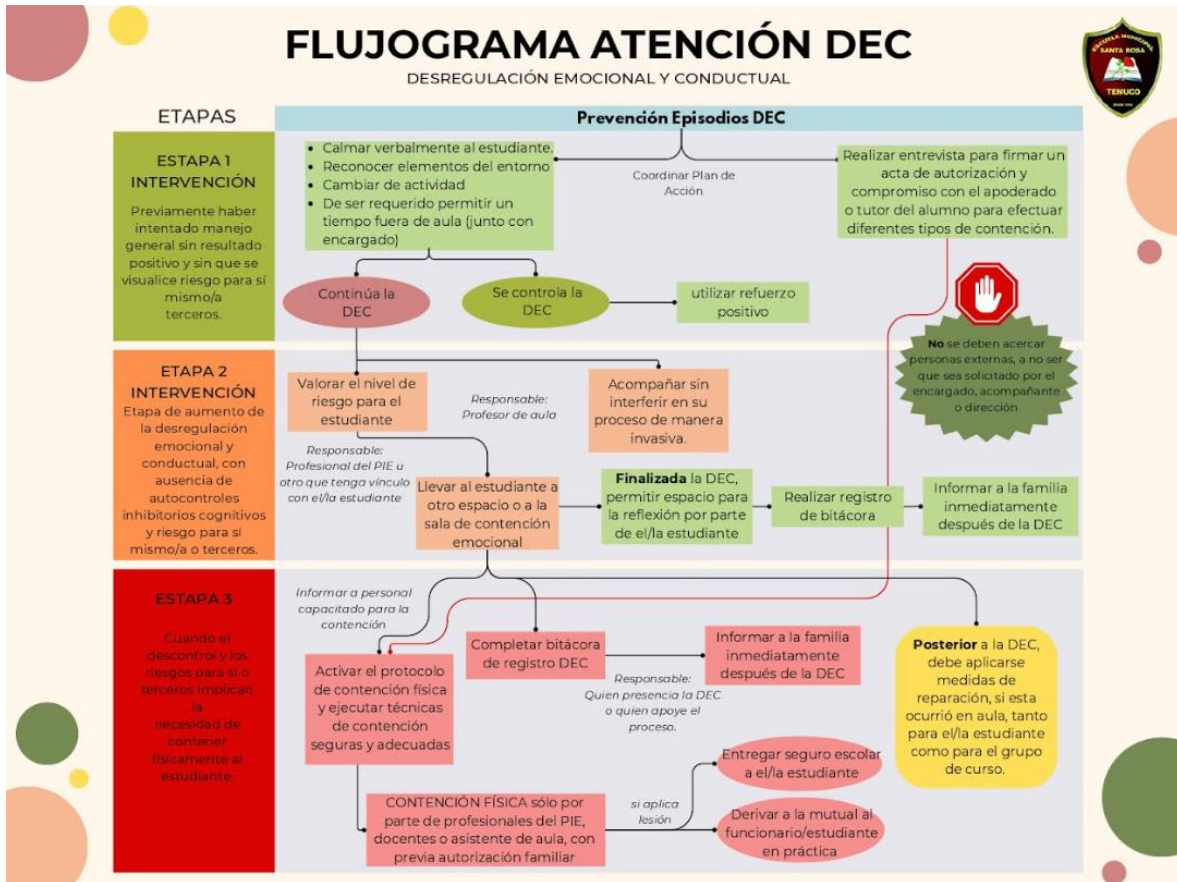 FLUJOGRAMA ATENCIÓN DEC
DESREGULACIÓN EMOCIONAL Y CONDUCTUAL
ESCUELA MUNICIPAL
SANTA ROSA
TEMUCO
ETAPAS
Prevención Episodios DEC
ESTAPA 1
INTERVENCIÓN
Previamente haber
intentado manejo
general sin resultado
positivo y sin que se
visualice riesgo para sí
mismo/a
terceros.
• Calmar verbalmente al estudiante.
• Reconocer elementos del entorno
• Cambiar de actividad
• De ser requerido permitir un
tiempo fuera de aula (junto con
encargado)
Coordinar Plan de
Acción
Realizar entrevista para firmar un
acta de autorización y
compromiso con el apoderado
o tutor del alumno para efectuar
diferentes tipos de contención.
Continúa la
DEC
Se controla la
DEC
utilizar refuerzo
positivo
No se deben acercar
personas externas, a no ser
que sea solicitado por el
encargado, acompañante
o dirección
ETAPA 2
INTERVENCIÓN
Etapa de aumento de
la desregulación
emocional y
conductual, con
ausencia de
autocontroles
inhibitorios cognitivos
y riesgo para sí
mismo/a o terceros.
Valorar el nivel de
riesgo para el
estudiante
Responsable:
Profesor de aula
Acompañar sin
interferir en su
proceso de manera
invasiva.
Responsable:
Profesional del PIE u
otro que tenga vínculo
con el/la estudiante
Llevar al estudiante a
otro espacio o a la
sala de contención
emocional
Finalizada la DEC,
permitir espacio para
la reflexión por parte
de el/la estudiante
Realizar registro
de bitácora
Informar a la familia
inmediatamente
después de la DEC
ESTAPA 3
Cuando el
descontrol y los
riesgos para sí o
terceros implican
la
necesidad de
contener
físicamente al
estudiante.
Informar a personal
capacitado para la
contención
Activar el protocolo
de contención física
y ejecutar técnicas
de contención
seguras y adecuadas
Completar bitácora
de registro DEC
Responsable:
Quien presencia la DEC
o quien apoye el
proceso.
Informar a la familia
inmediatamente
después de la DEC
Posterior a la DEC,
debe aplicarse
medidas de
reparación, si esta
ocurrió en aula, tanto
para el/la estudiante
como para el grupo
de curso.
CONTENCIÓN FÍSICA sólo por
parte de profesionales del PIE,
docentes o asistente de aula, con
previa autorización familiar
si aplica
lesión
Entregar seguro escolar
a el/la estudiante
Derivar a la mutual al
funcionario/estudiante
en práctica